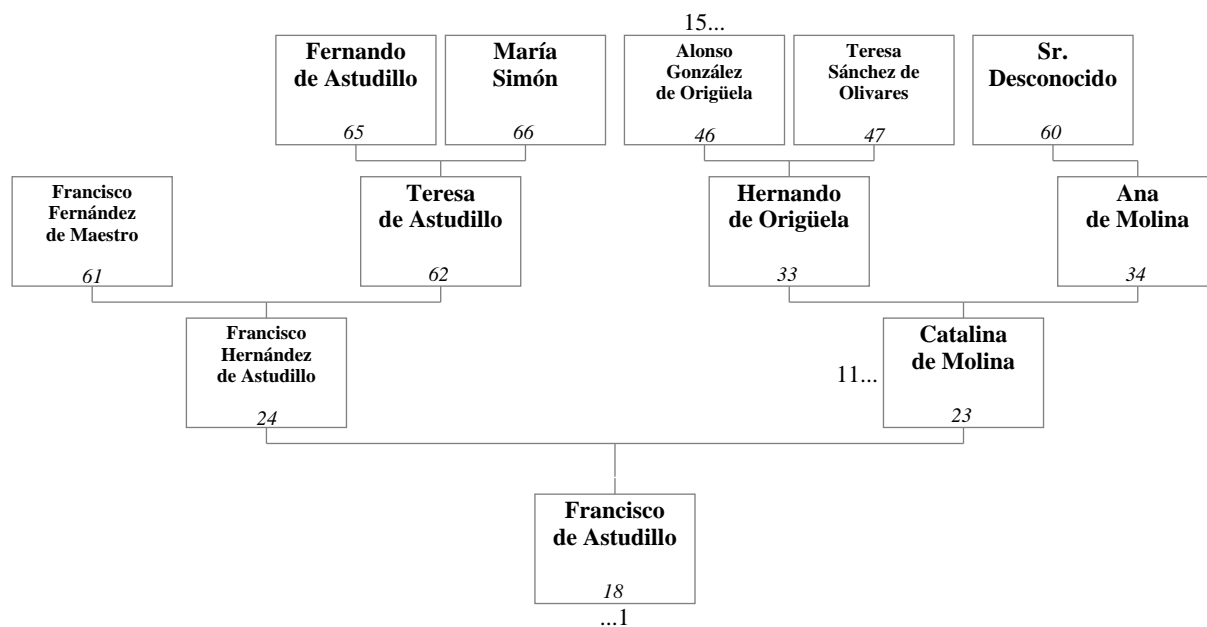 15...
Fernando
de Astudillo
65
María
Simón
66
Alonso
González
de Origüela
46
Teresa
Sánchez de
Olivares
47
Sr.
Desconocido
60
Francisco
Fernández
de Maestro
61
Teresa
de Astudillo
62
Hernando
de Origüela
33
Ana
de Molina
34
Francisco
Hernández
de Astudillo
24
11...
Catalina
de Molina
23
Francisco
de Astudillo
18
...1